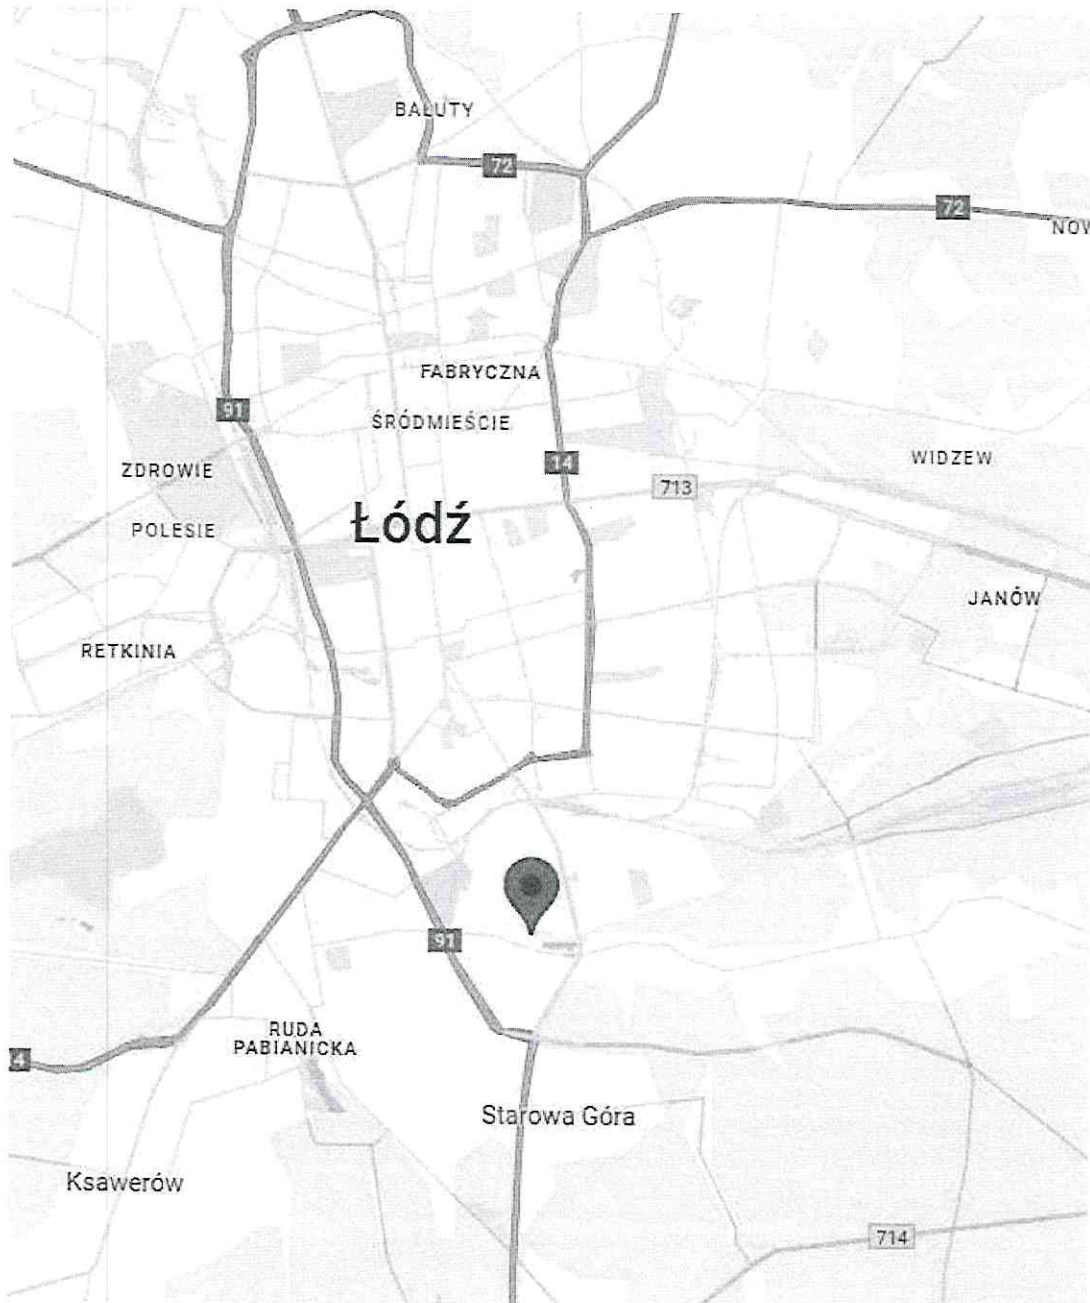 BAŁUTY
72
72
NOW
FABRYCZNA
91
ŚRÓDMIEŚCIE
14
WIDZEW
ZDROWIE
713
Łódź
POLESIE
JANÓW
RETKINIA
91
RUDA
PABIANICKA
4
Starowa Góra
Ksawerów
714